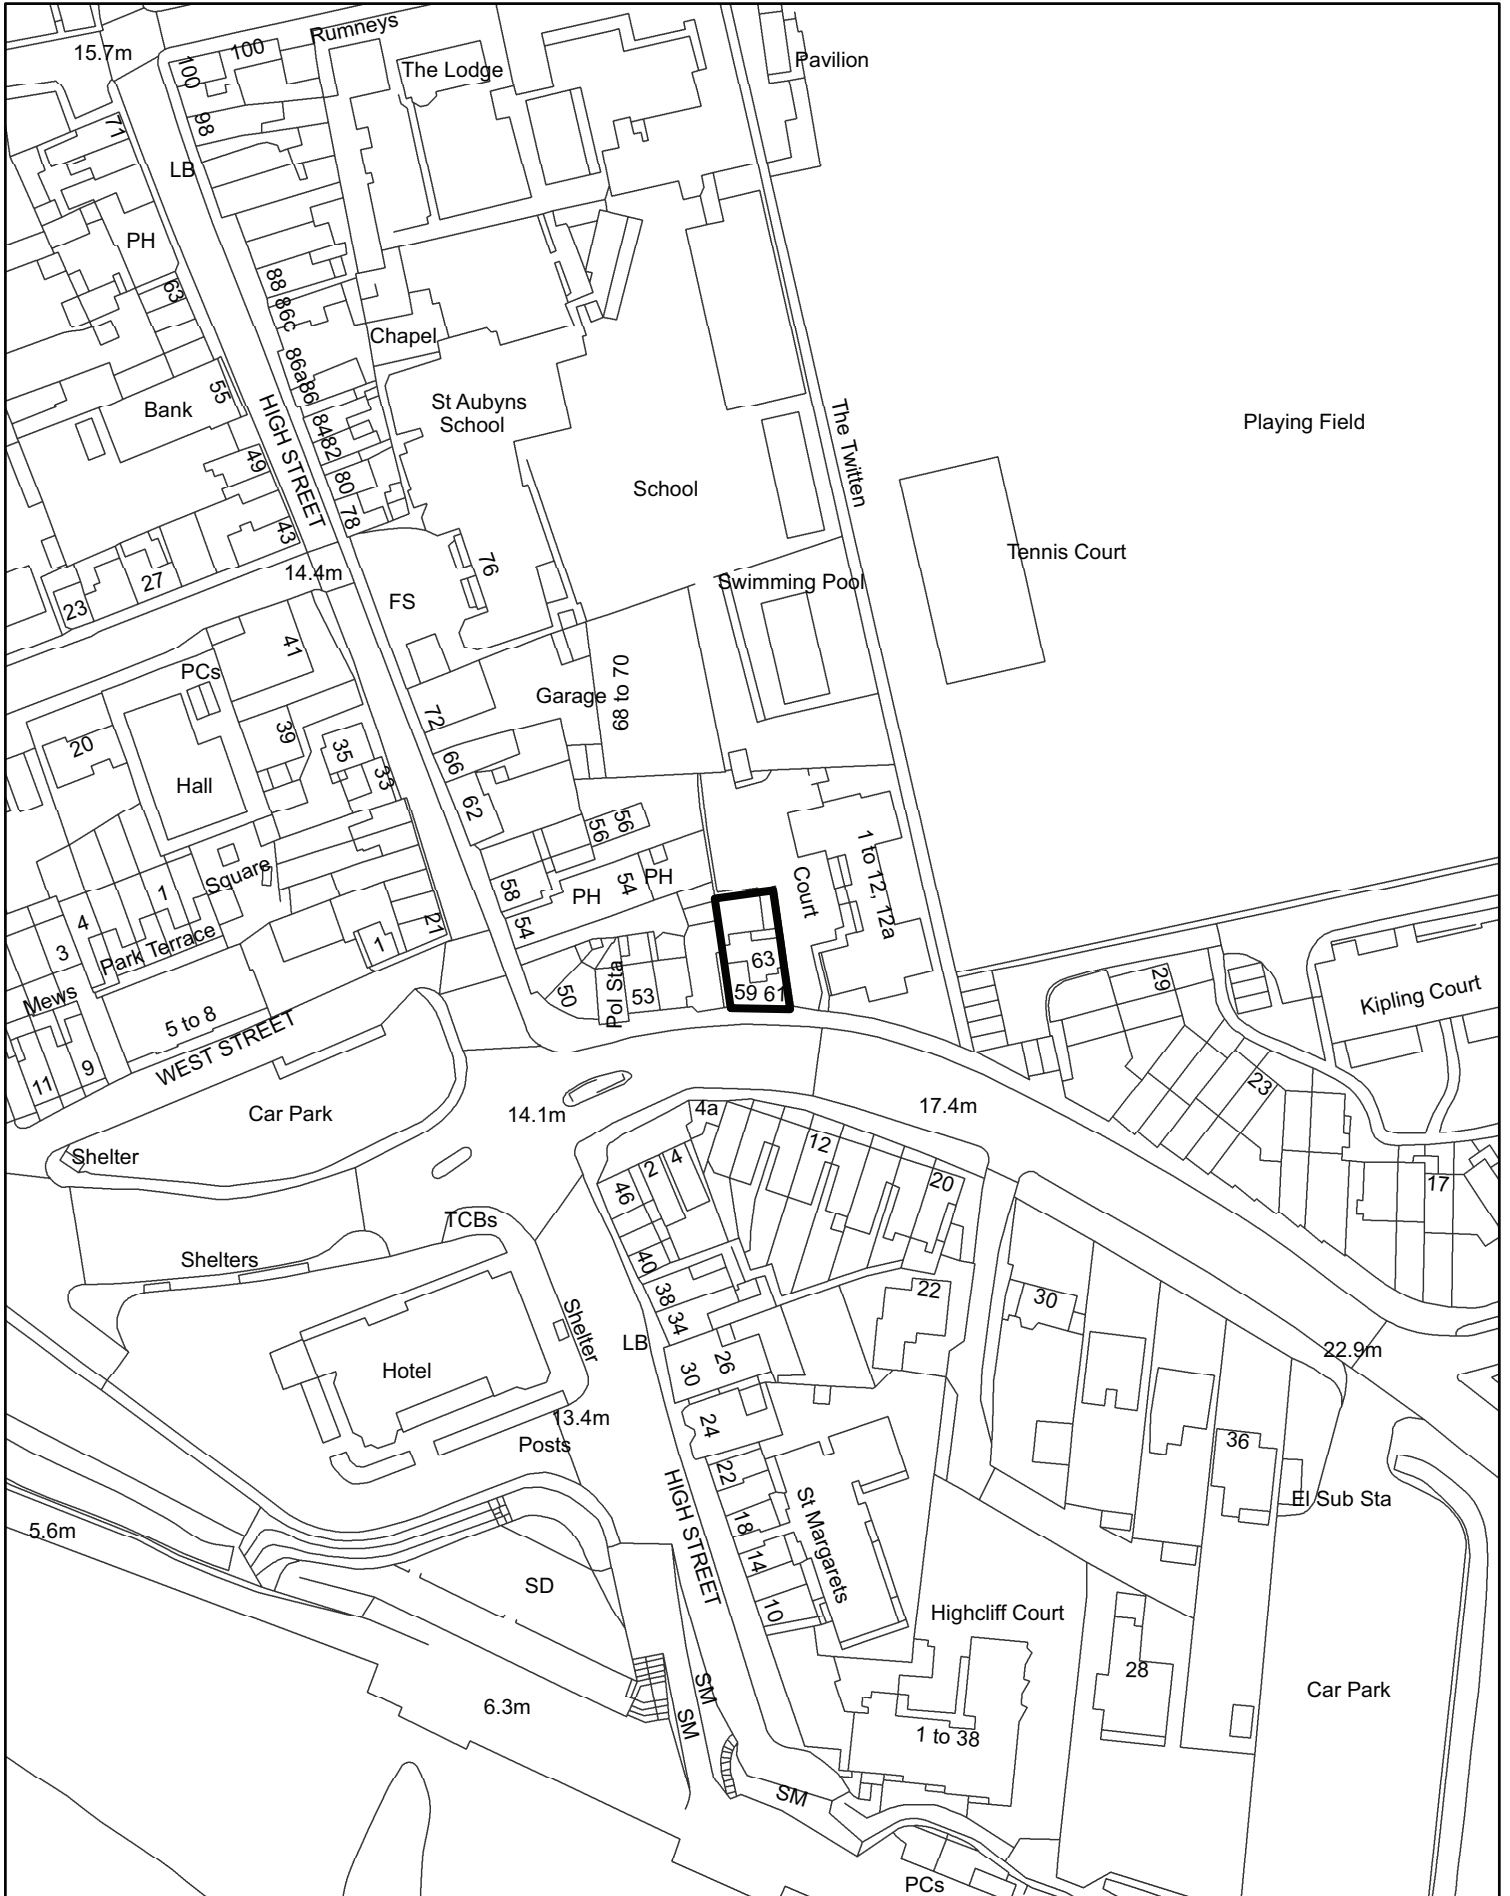 Rumneys
15.7m
100
100
The Lodge
Pavilion
98
71
LB
PH
88
63
86c
Chapel
86a
86
55
Bank
St Aubyns
School
HIGH STREET
84
82
The Twitten
Playing Field
49
80
School
78
43
Tennis Court
76
14.4m
27
Swimming Pool
23
FS
41
PCs
68 to 70
Garage
72
39
20
35
66
Hall
33
62
56
56
1 to 12, 12a
Square
54
PH
Court
58
PH
1
4
54
21
Park Terrace
1
3
63
29
Mews
Pol Sta
50
53
59
61
Kipling Court
5 to 8
WEST STREET
9
11
23
Car Park
14.1m
4a
17.4m
12
Shelter
2
4
46
20
17
TCBs
Shelters
40
38
22
30
34
Shelter
LB
26
22.9m
Hotel
30
13.4m
24
Posts
36
22
St Margarets
El Sub Sta
18
HIGH STREET
5.6m
14
SD
10
Highcliff Court
28
SM
Car Park
6.3m
SM
1 to 38
SM
PCs